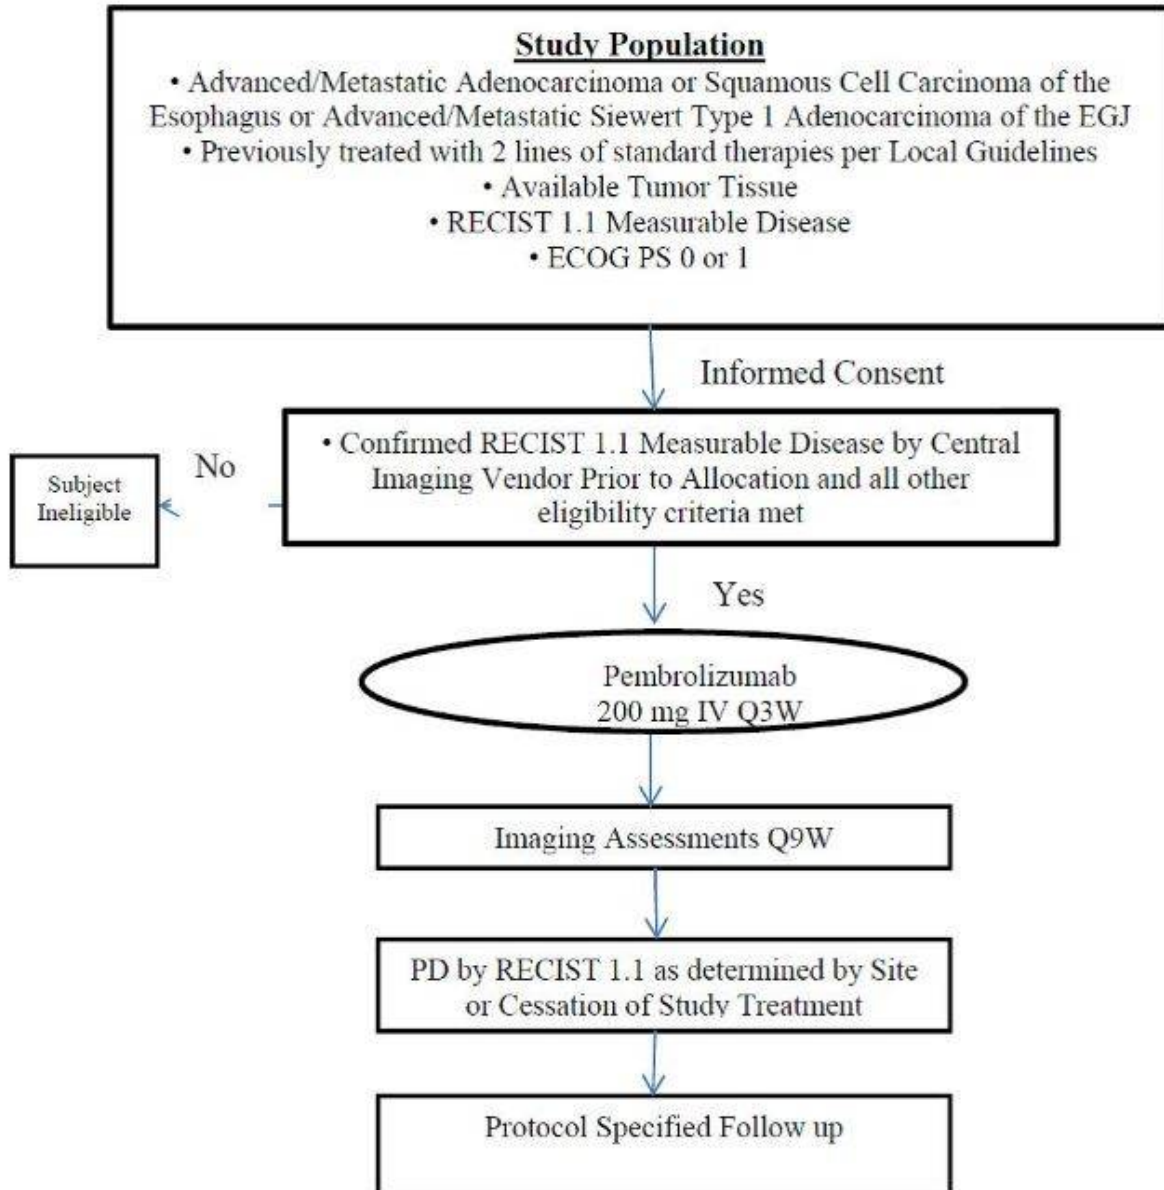 Study Population
• Advanced/Metastatic Adenocarcinoma or Squamous Cell Carcinoma of the
Esophagus or Advanced/Metastatic Siewert Type 1 Adenocarcinoma of the EGJ
• Previously treated with 2 lines of standard therapies per Local Guidelines
• Available Tumor Tissue
• RECIST 1.1 Measurable Disease
• ECOG PS 0 or 1
Informed Consent
• Confirmed RECIST 1.1 Measurable Disease by Central
Imaging Vendor Prior to Allocation and all other
eligibility criteria met
No
Subject
Ineligible
Yes
Pembrolizumab
200 mg IV Q3W
Imaging Assessments Q9W
PD by RECIST 1.1 as determined by Site
or Cessation of Study Treatment
Protocol Specified Follow up